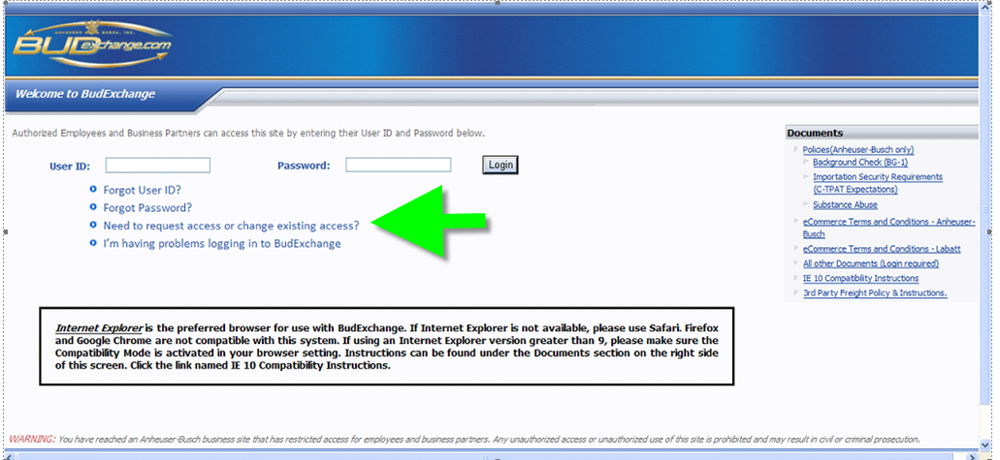 ANHEUSER BUSCH, INC.
BUDexchange.com
Welcome to BudExchange
Authorized Employees and Business Partners can access this site by entering their User ID and Password below.
User ID:
Password:
Login
Forgot User ID?
Forgot Password?
Need to request access or change existing access?
I'm having problems logging in to BudExchange
Documents
Policies(Anheuser-Busch only)
Background Check (BG-1)
Importation Security Requirements
(C-TPAT Expectations)
Substance Abuse
eCommerce Terms and Conditions - Anheuser-
Busch
eCommerce Terms and Conditions - Labatt
All other Documents (Login required)
IE 10 Compatibility Instructions
3rd Party Freight Policy & Instructions.
Internet Explorer is the preferred browser for use with BudExchange. If Internet Explorer is not available, please use Safari. Firefox
and Google Chrome are not compatible with this system. If using an Internet Explorer version greater than 9, please make sure the
Compatibility Mode is activated in your browser setting. Instructions can be found under the Documents section on the right side
of this screen. Click the link named IE 10 Compatibility Instructions.
WARNING: You have reached an Anheuser-Busch business site that has restricted access for employees and business partners. Any unauthorized access or unauthorized use of this site is prohibited and may result in civil or criminal prosecution.